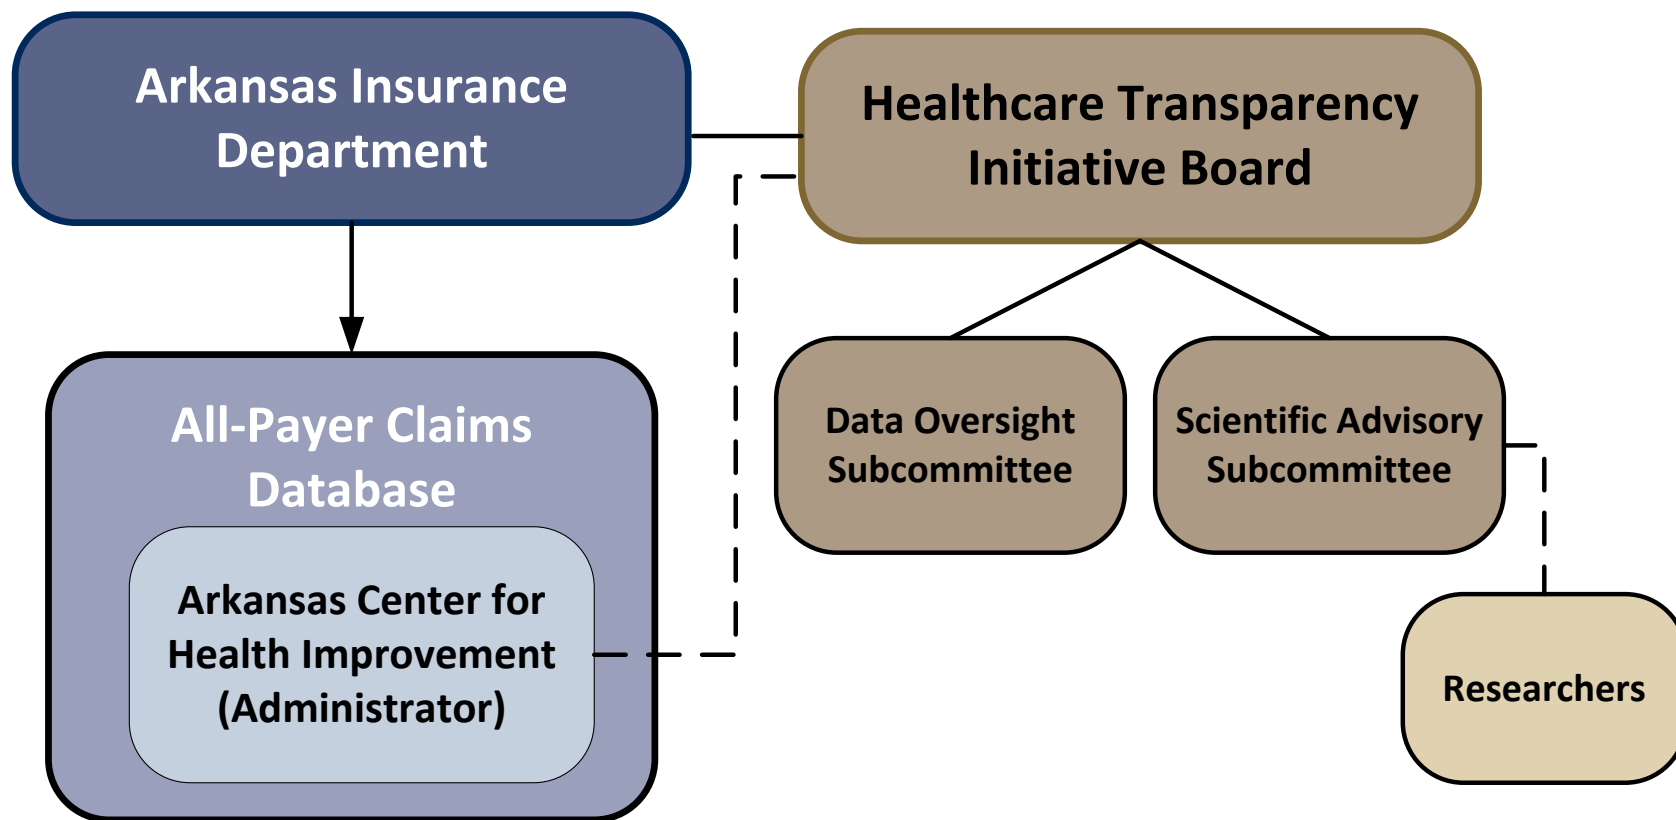 Arkansas Insurance
Department
Healthcare Transparency
Initiative Board
All-Payer Claims
Database
Arkansas Center for
Health Improvement
(Administrator)
Data Oversight
Subcommittee
Scientific Advisory
Subcommittee
Researchers